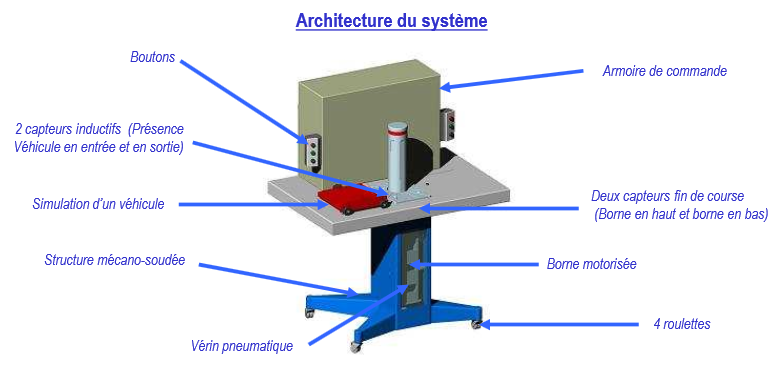 Architecture du système
Boutons
Armoire de commande
2 capteurs inductifs (Présence
Véhicule en entrée et en sortie)
Simulation d'un véhicule
Deux capteurs fin de course
(Borne en haut et borne en bas)
Structure mécano-soudée
Borne motorisée
Vérin pneumatique
4 roulettes